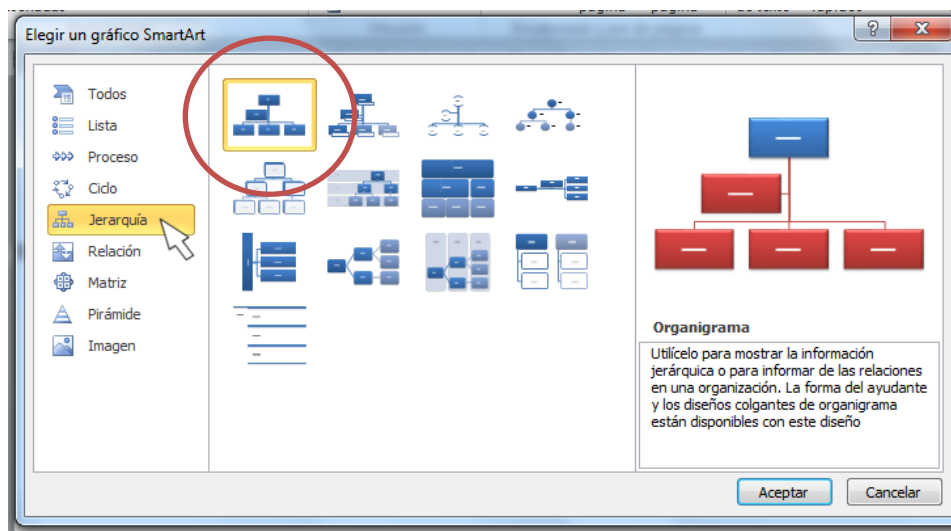 Elegir un gráfico SmartArt
Todos
Lista
Proceso
Ciclo
Jerarquía
Relación
Matriz
Pirámide
Imagen
Organigrama
Utilícelo para mostrar la información
jerárquica o para informar de las relaciones
en una organización. La forma del ayudante
y los diseños colgantes de organigrama
están disponibles con este diseño
Aceptar
Cancelar